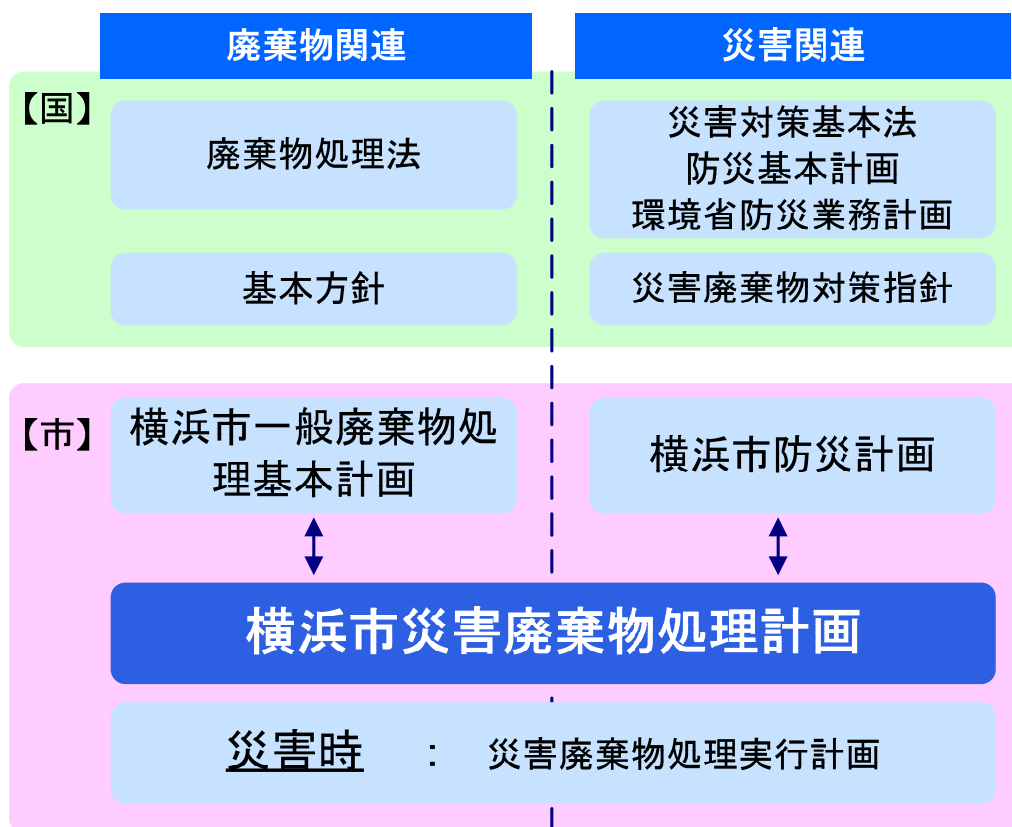 廃棄物関連
災害関連
【国】
廃棄物処理法
災害対策基本法
防災基本計画
環境省防災業務計画
基本方針
災害廃棄物対策指針
【市】
横浜市一般廃棄物処
理基本計画
横浜市防災計画
横浜市災害廃棄物処理計画
災害時 : 災害廃棄物処理実行計画